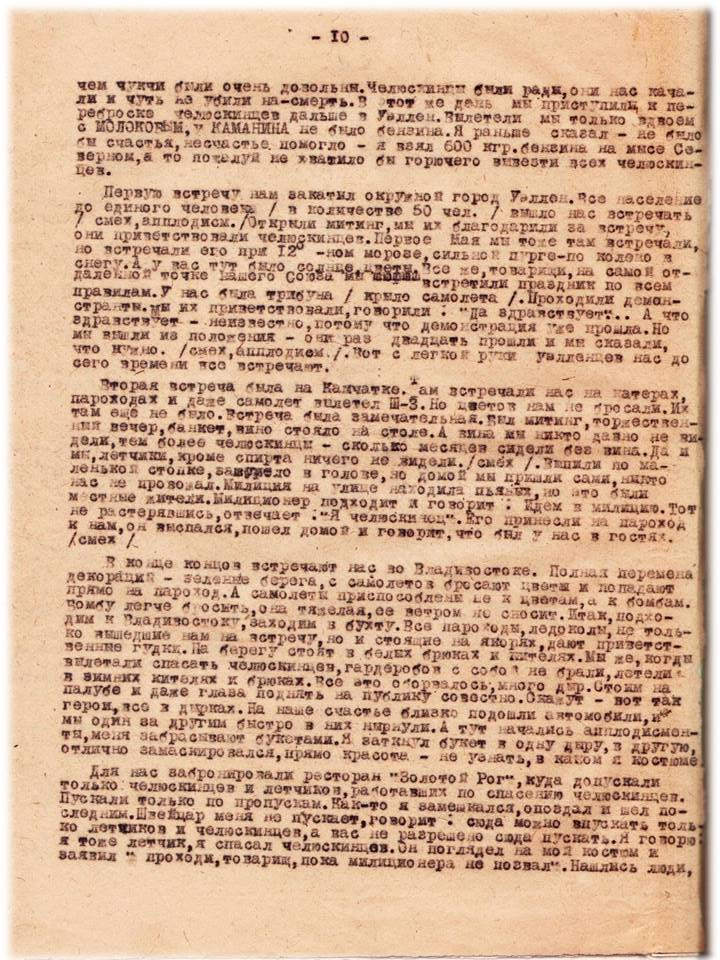 - 10 -
чем чукчи были очень довольны.Челюскинцы были рады,они нас кача-
ли и чуть не убили на-смерть.В этот же день мы приступили к пе-
реброске челюскинцев дальше в Уэллен.Вылетели мы только вдвоем
с МОЛОКОВЫМ,у КАМАНИНА не было бензина.Я раньше сказал - не было
бы счастья,несчастье помогло - я взял 600 кгр.бензина на мысе Се-
верном,а то пожалуй не хватило бы горючего вывезти всех челюскин-
цев.
Первую встречу нам закатил окружной город Уэллен.Все население
до единого человека / в количестве 50 чел. / вышло нас встречать
/ смех,апплодисм./Открыли митинг,мы их благодарили за встречу,
они приветствовали челюскинцев.Первое Мая мы тоже там встречали,
но встречали его при 12° -ном морозе,сильной пурге-по колено в
снегу.А у вас тут было солнце,цветы.Все же,товарищи,на самой от-
даленной точке нашего Союза мы встретили праздник по всем
правилам.У нас была трибуна / крыло самолета /.Проходили демон-
странты.Мы их приветствовали,говорили : "Да здравствует".. А что
здравствует - неизвестно,потому что демонстрация уже прошла.Но
мы вышли из положения - они раз двадцать прошли и мы сказали,
что нужно. /смех,апплодисм./.Вот с легкой руки уэлленцев нас до
сего времени все встречают.
Вторая встреча была на Камчатке. Там встречали нас на катерах,
пароходах и даже самолет вылетел Ш-3.Но цветов нам не бросали.Их
там еще не было.Встреча была замечательная.Был митинг,торжествен-
ный вечер,банкет,вино стояло на столе.А вина мы никто давно не ви-
дели,тем более челюскинцы - сколько месяцев сидели без вина.Да и
мы,летчики,кроме спирта ничего не видели./смех /.Выпили по ма-
ленькой стопке,зашумело в голове,но домой мы пришли сами,никто
нас не провожал.Милиция на улице находила пьяных,но это были
местные жители.Милиционер подходит и говорит : Идем в милицию.Тот
не растерявшись,отвечает :"Я челюскинец".Его принесли на пароход
к нам,он выспался,пошел домой и говорит,что был у нас в гостях.
/смех /
В конце концов встречают нас во Владивостоке. Полная перемена
декораций - зеленые берега,с самолетов бросают цветы и попадают
прямо на пароход.А самолеты приспособлены не к цветам,а к бомбам.
Бомбу легче бросить,она тяжелая,ее ветром не сносит.Итак,подхо-
дим к Владивостоку,заходим в бухту.Все пароходы,ледоколы,не толь-
ко вышедшие нам на встречу,но и стоящие на якорях,дают приветст-
венные гудки.На берегу стоят в белых брюках и кителях.Мы же,когды
вылетали спасать челюскинцев,гардеробов с собой не брали,летели
в зимних кителях и брюках.Все это оборвалось,много дыр.Стоим на
палубе и даже глаза поднять на публику совестно.Скажут - вот так
герои,все в дырках.На наше счастье близко подошли автомобили,и
мы один за другим быстро в них нырнули.А тут начались апплодисмен-
ты,меня забрасывают букетами.Я заткнул букет в одну дыру,в другую,
отлично замаскировался,прямо красота - не узнать,в каком я костюме
Для нас забронировали ресторан "Золотой Рог",куда допускали
только челюскинцев и летчиков,работавших по спасению челюскинцев.
Пускали только по пропускам.Как-то я замешкался,опоздал и шел по-
следним.Швейцар меня не пускает,говорит : сюда можно впускать толь-
ко летчиков и челюскинцев,а вас не разрешено сюда пускать.Я говорю:
я тоже летчик,я спасал челюскинцев.Он поглядел на мой костюм и
заявил " проходи,товарищ,пока милиционера не позвал".Нашлись люди,